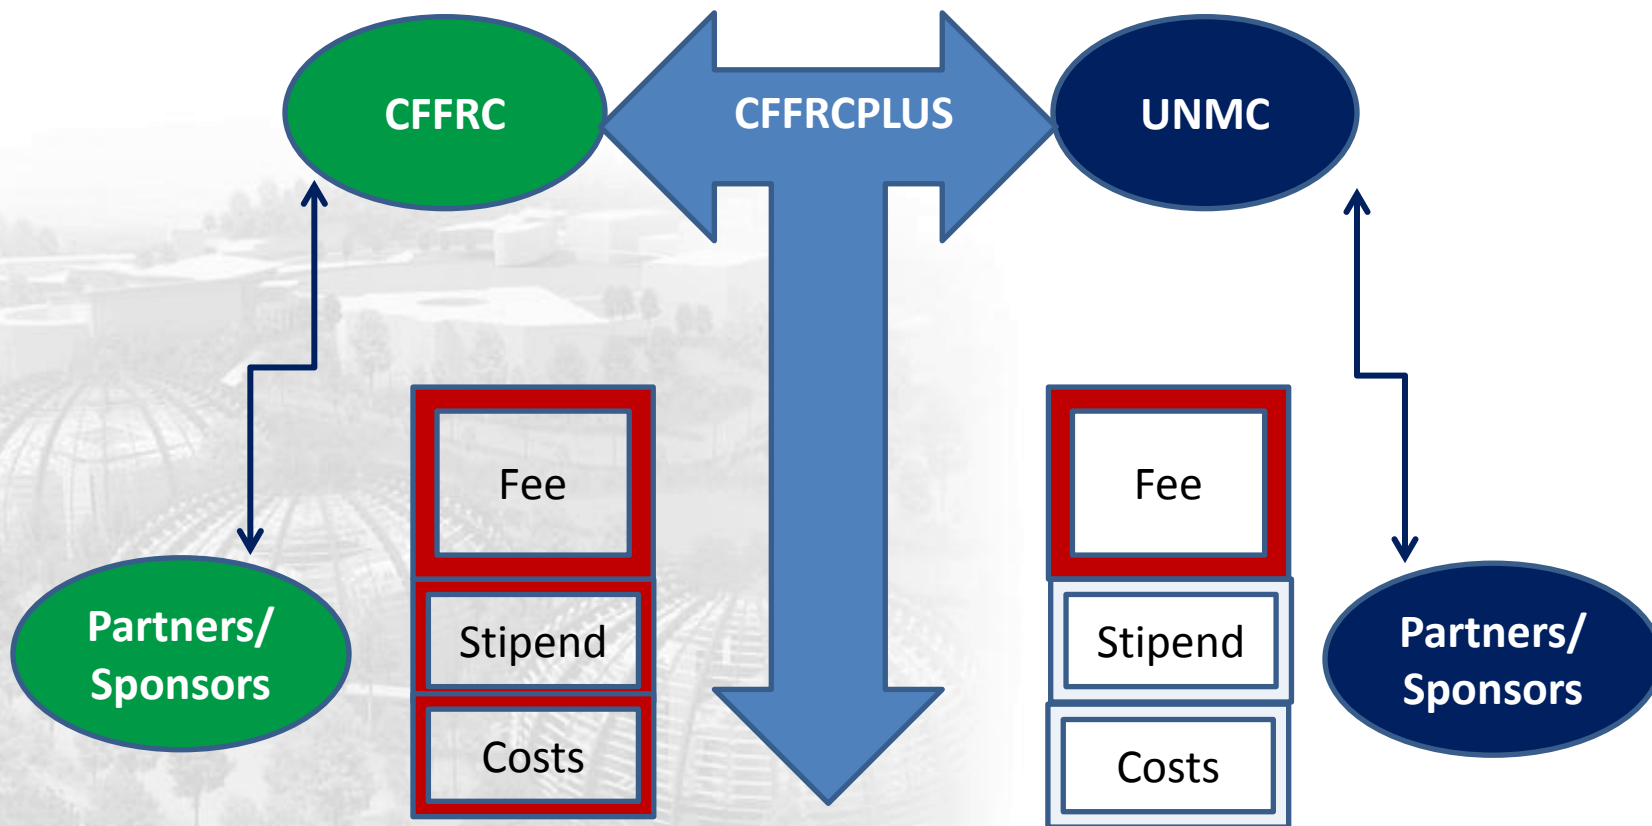 CFFRC
CFFRCPLUS
UNMC
Fee
Stipend
Costs
Fee
Stipend
Costs
Partners/
Sponsors
Partners/
Sponsors